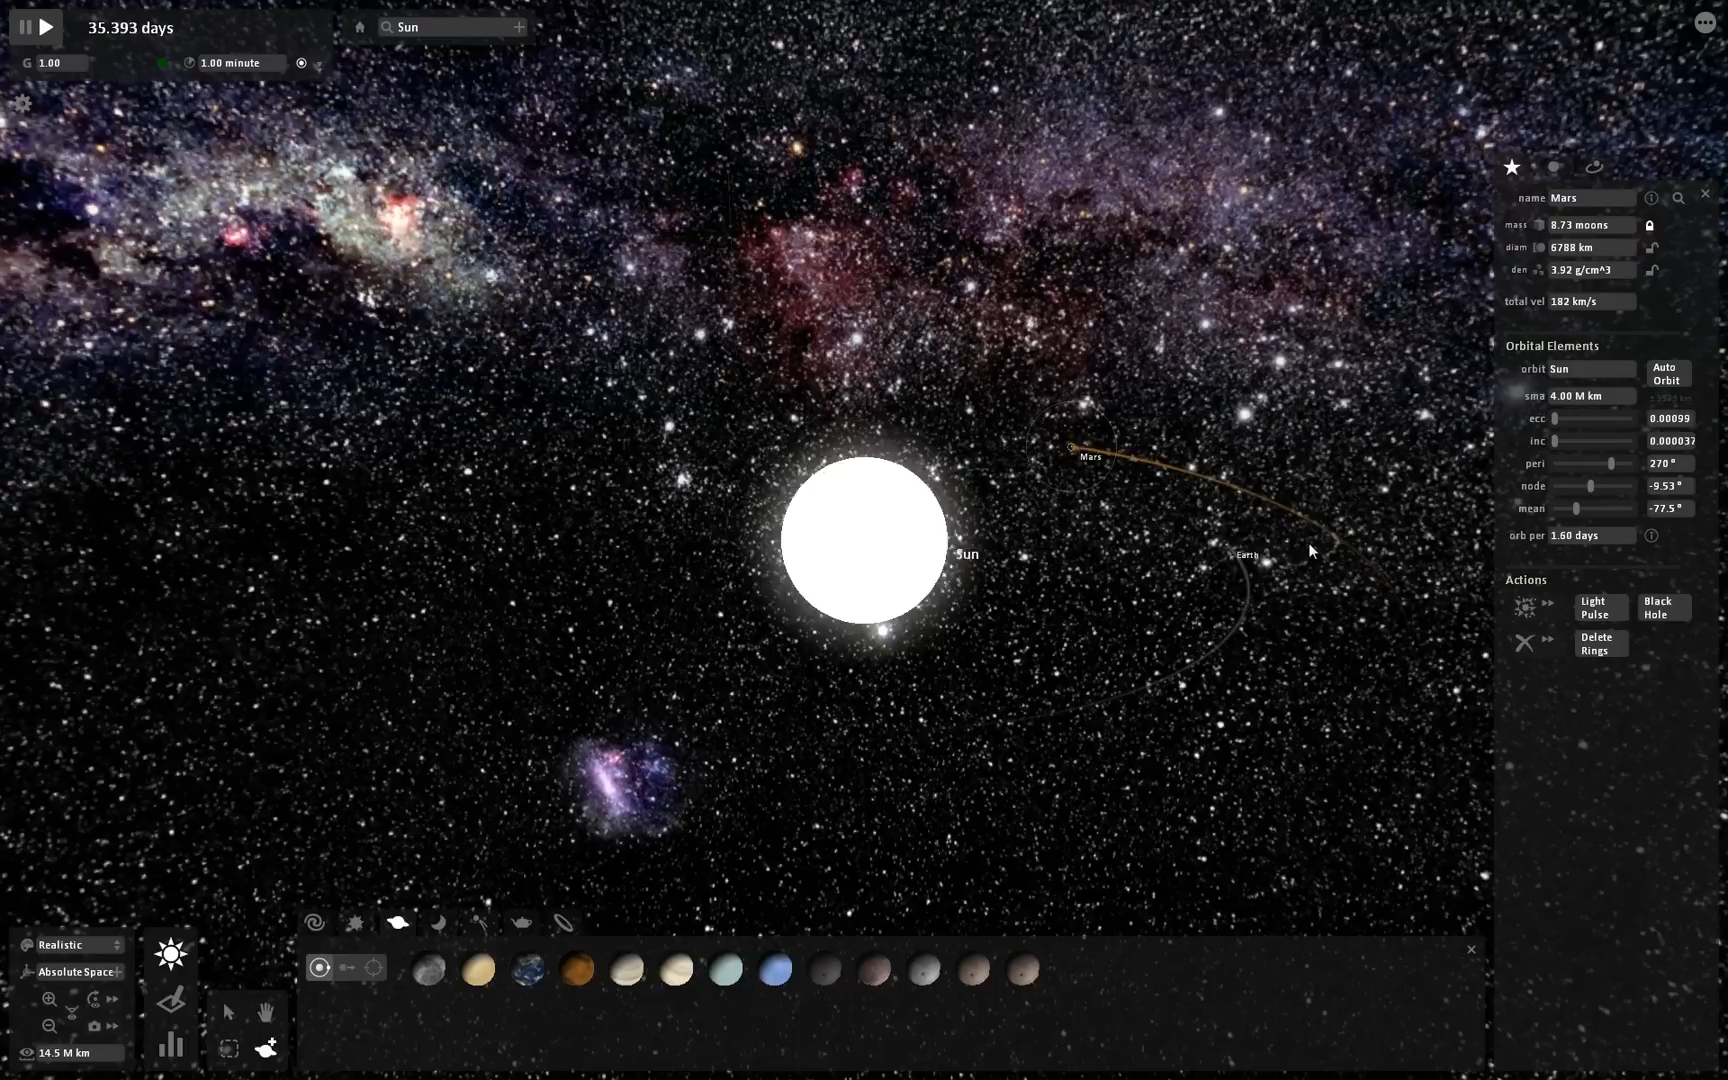 35.393 days
Sun
G 1.00
1.00 minute
name Mars
mass 8.73 moons
diam 6788 km
den 3.92 g/cm^3
total vel 182 km/s
Orbital Elements
orbit Sun
Auto
Orbit
sma 4.00 M km
ecc 0.00099
inc 0.000037
peri 270°
node -9.53°
mean -77.5°
orb per 1.60 days
Actions
Light
Pulse
Black
Hole
Delete
Rings
Mars
Sun
Earth
Realistic
Absolute Space
14.5 M km